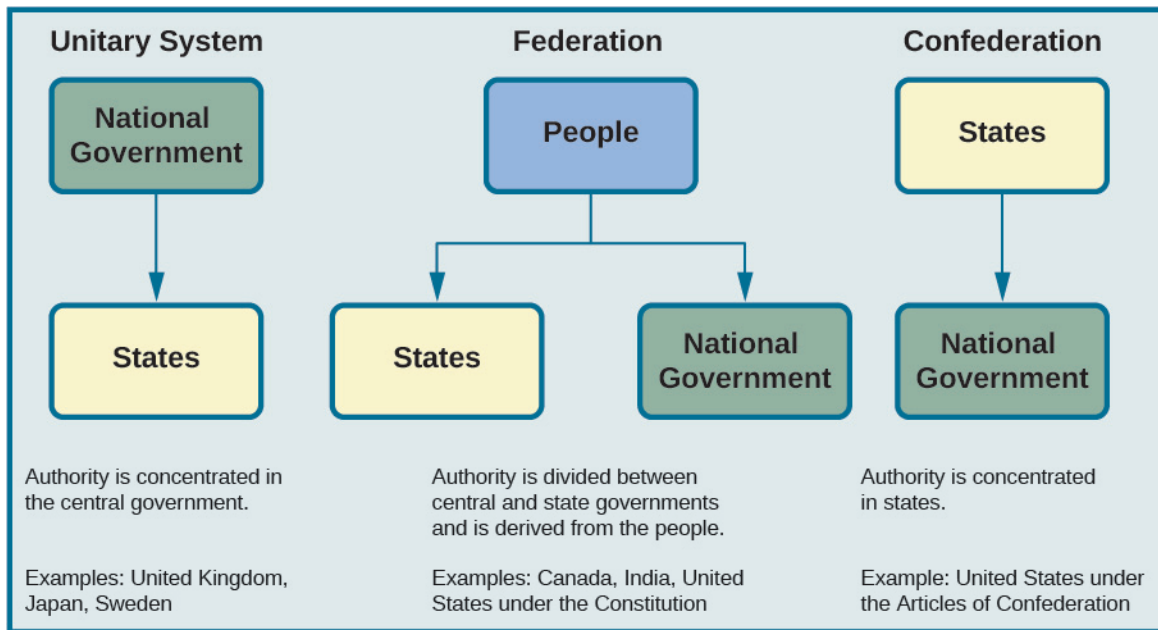 Unitary System
National
Government
States
Authority is concentrated in
the central government.
Examples: United Kingdom,
Japan, Sweden
Federation
People
States
National
Government
Authority is divided between
central and state governments
and is derived from the people.
Examples: Canada, India, United
States under the Constitution
Confederation
States
National
Government
Authority is concentrated
in states.
Example: United States under
the Articles of Confederation